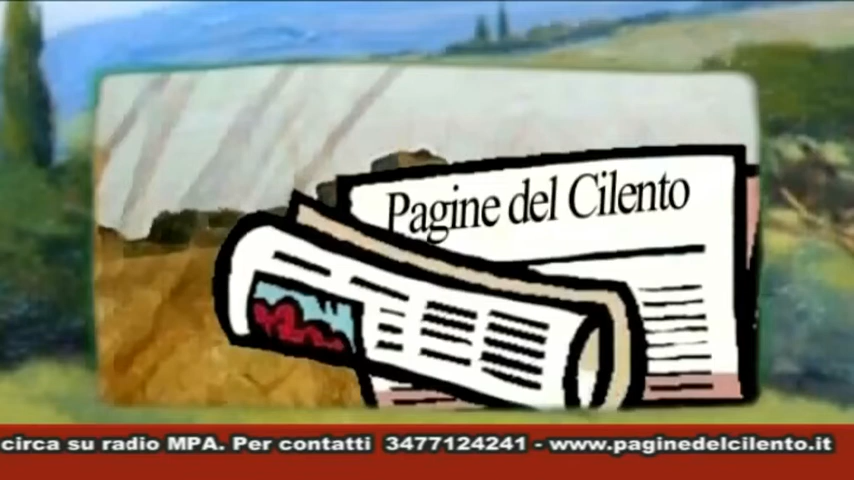 Pagine del Cilento
circa su radio MPA. Per contatti 3477124241 - www.paginedelcilento.it